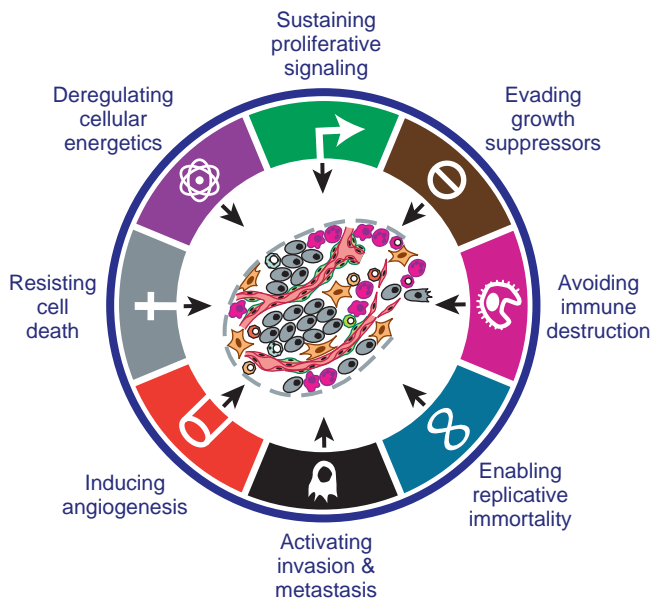 Sustaining
proliferative
signaling
Evading
growth
suppressors
Avoiding
immune
destruction
Enabling
replicative
immortality
Activating
invasion &
metastasis
Inducing
angiogenesis
Resisting
cell
death
Deregulating
cellular
energetics